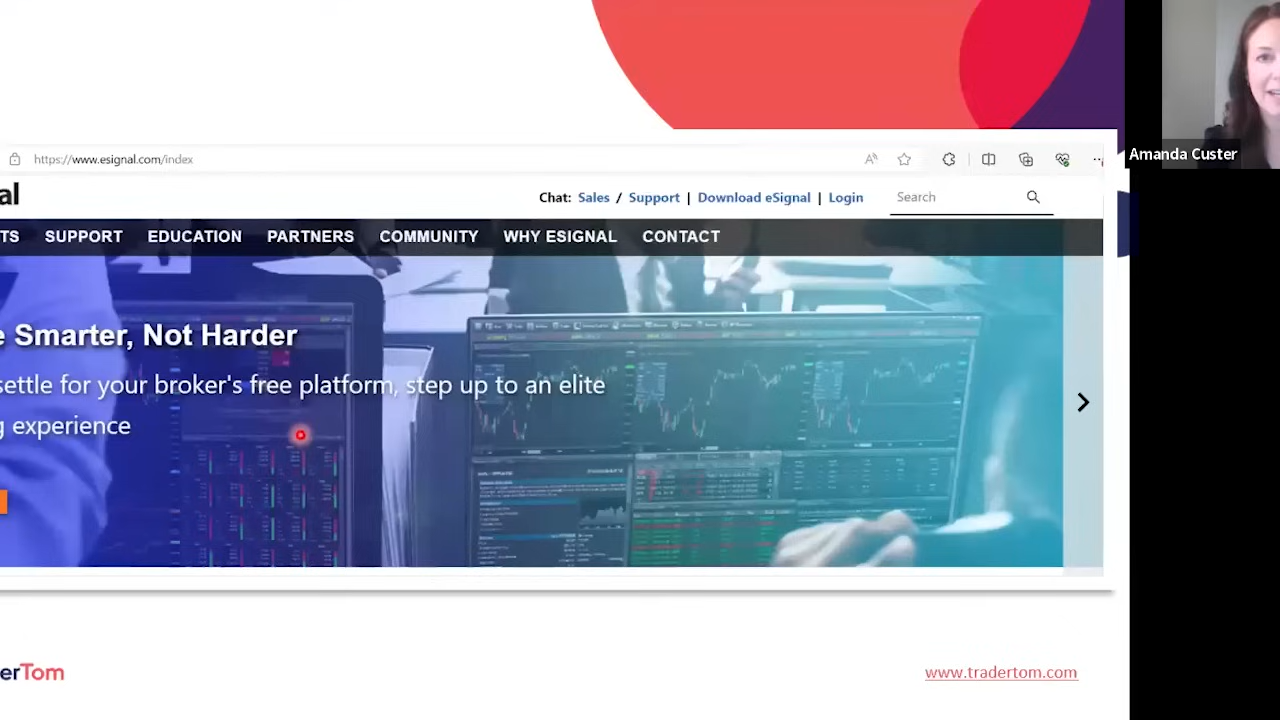 https://www.esignal.com/index
Amanda Custer
al
Chat: Sales / Support | Download eSignal | Login
Search
TS SUPPORT EDUCATION PARTNERS COMMUNITY WHY ESIGNAL CONTACT
e Smarter, Not Harder
settle for your broker's free platform, step up to an elite
g experience
erTom
www.tradertom.com